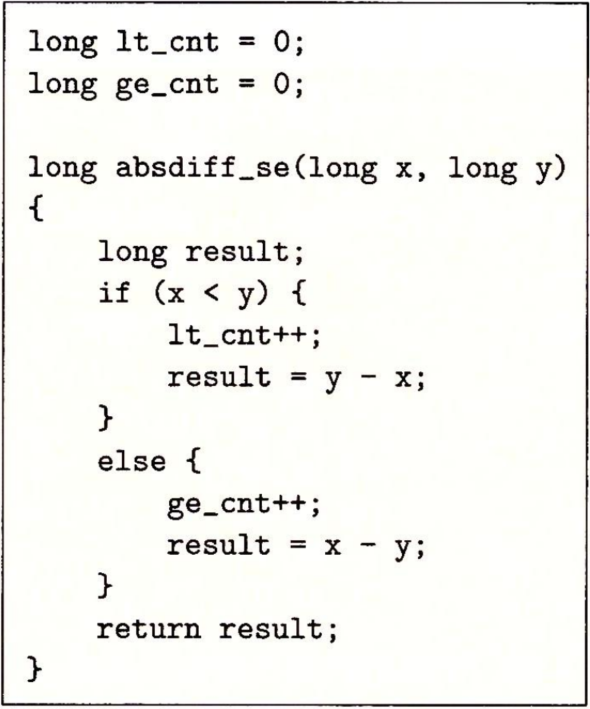 long lt_cnt = 0;
long ge_cnt = 0;

long absdiff_se(long x, long y)
{
    long result;
    if (x < y) {
        lt_cnt++;
        result = y - x;
    }
    else {
        ge_cnt++;
        result = x - y;
    }
    return result;
}